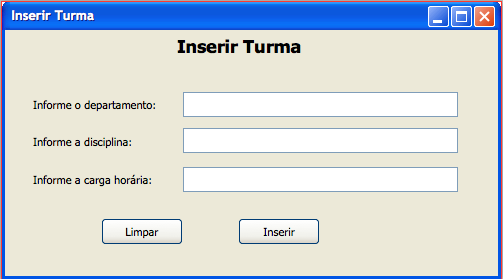 Inserir Turma
Inserir Turma
Informe o departamento:
Informe a disciplina:
Informe a carga horária:
Limpar Inserir